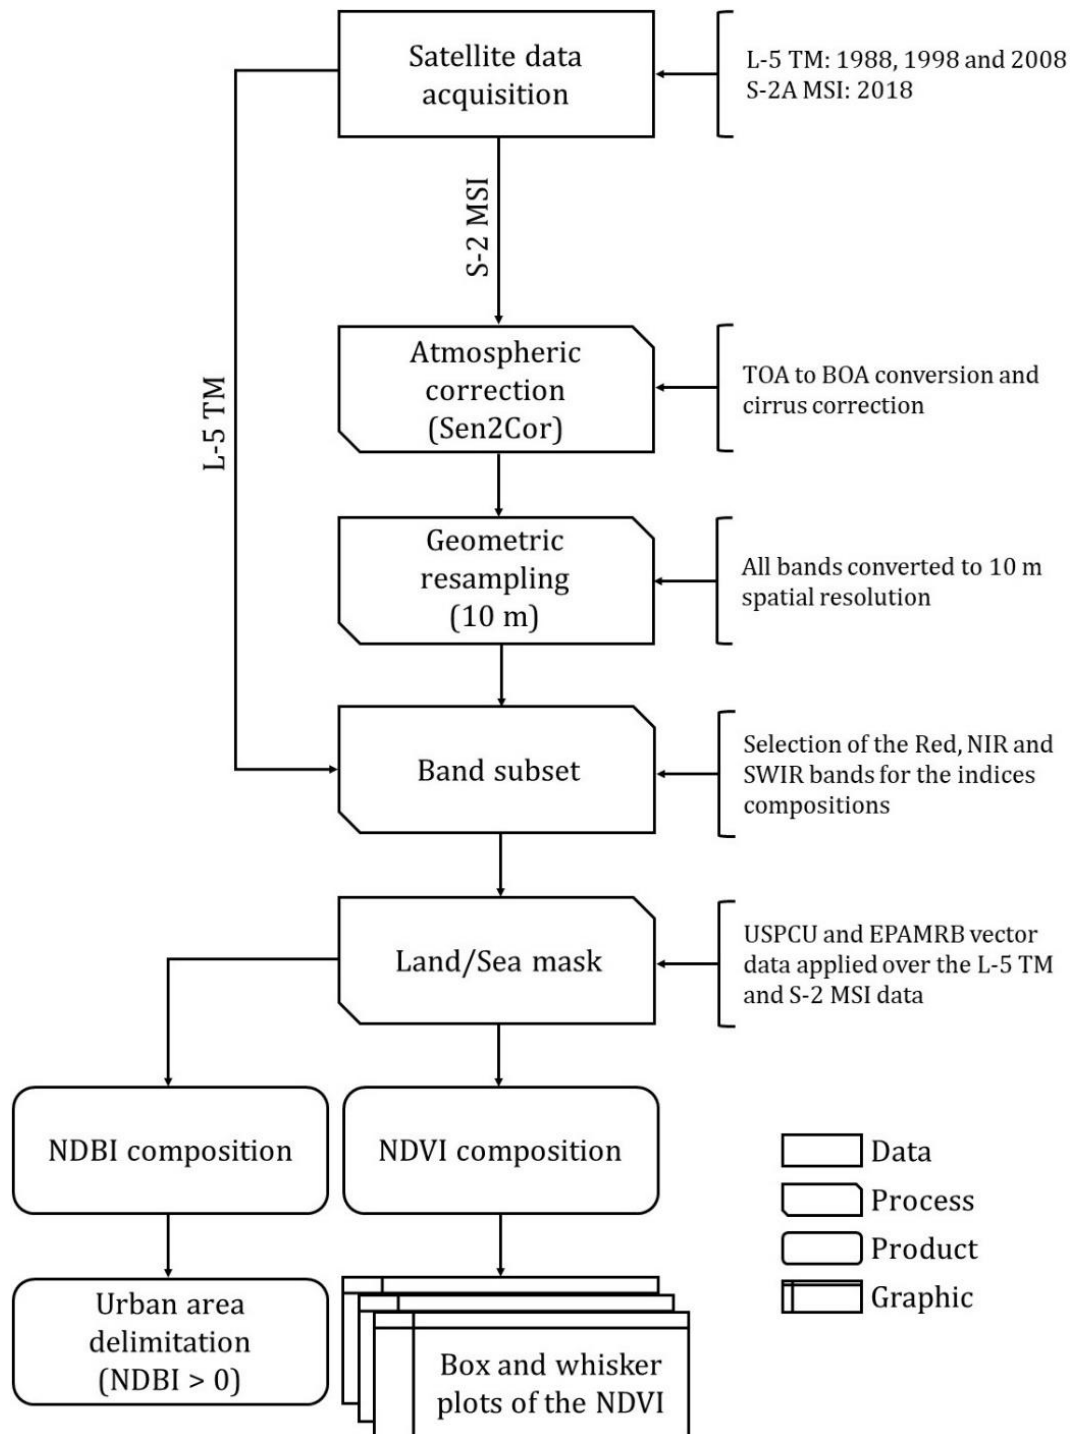 Satellite data
acquisition
L-5 TM: 1988, 1998 and 2008
S-2A MSI: 2018
S-2 MSI
L-5 TM
Atmospheric
correction
(Sen2Cor)
TOA to BOA conversion and
cirrus correction
Geometric
resampling
(10 m)
All bands converted to 10 m
spatial resolution
Band subset
Selection of the Red, NIR and
SWIR bands for the indices
compositions
Land/Sea mask
USPCU and EPAMRB vector
data applied over the L-5 TM
and S-2 MSI data
NDBI composition
NDVI composition
Urban area
delimitation
(NDBI > 0)
Box and whisker
plots of the NDVI
Data
Process
Product
Graphic